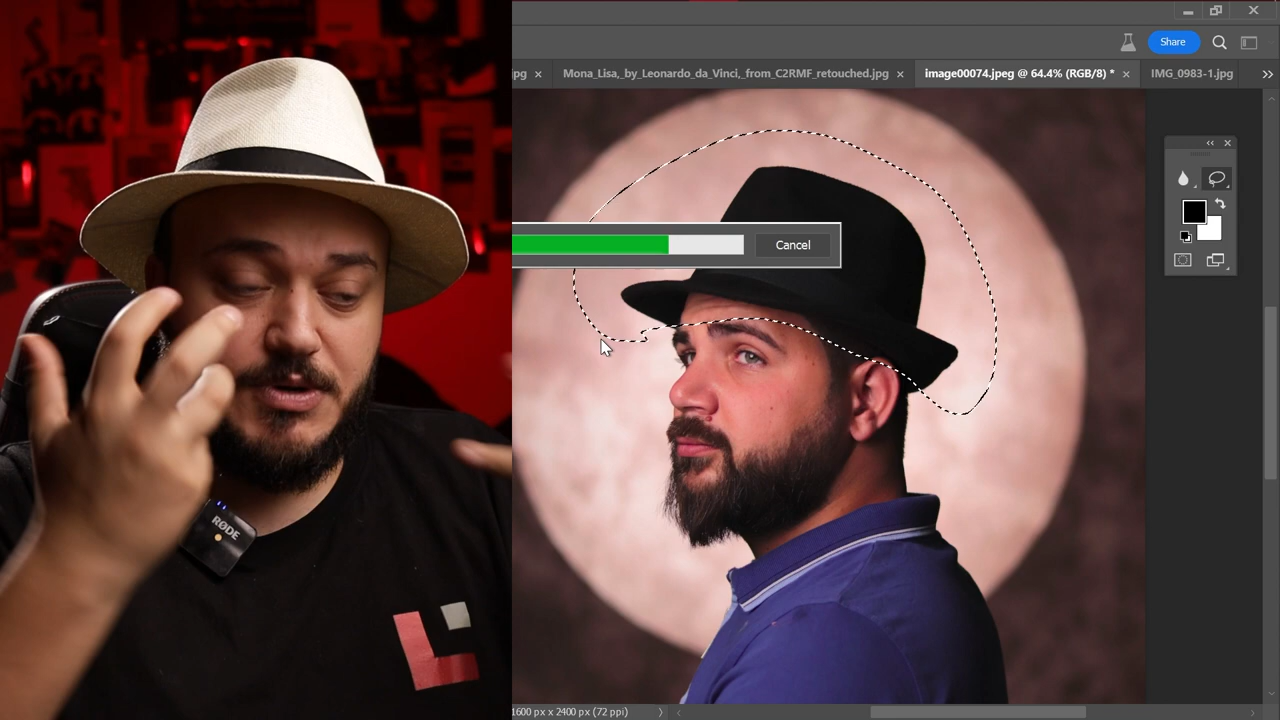 Share
pg
Mona_Lisa,_by_Leonardo_da_Vinci,_from_C2RMF_retouched.jpg
image00074.jpeg @ 64.4% (RGB/8) *
IMG_0983-1.jpg
Cancel
RØDE
1600 px x 2400 px (72 ppi)